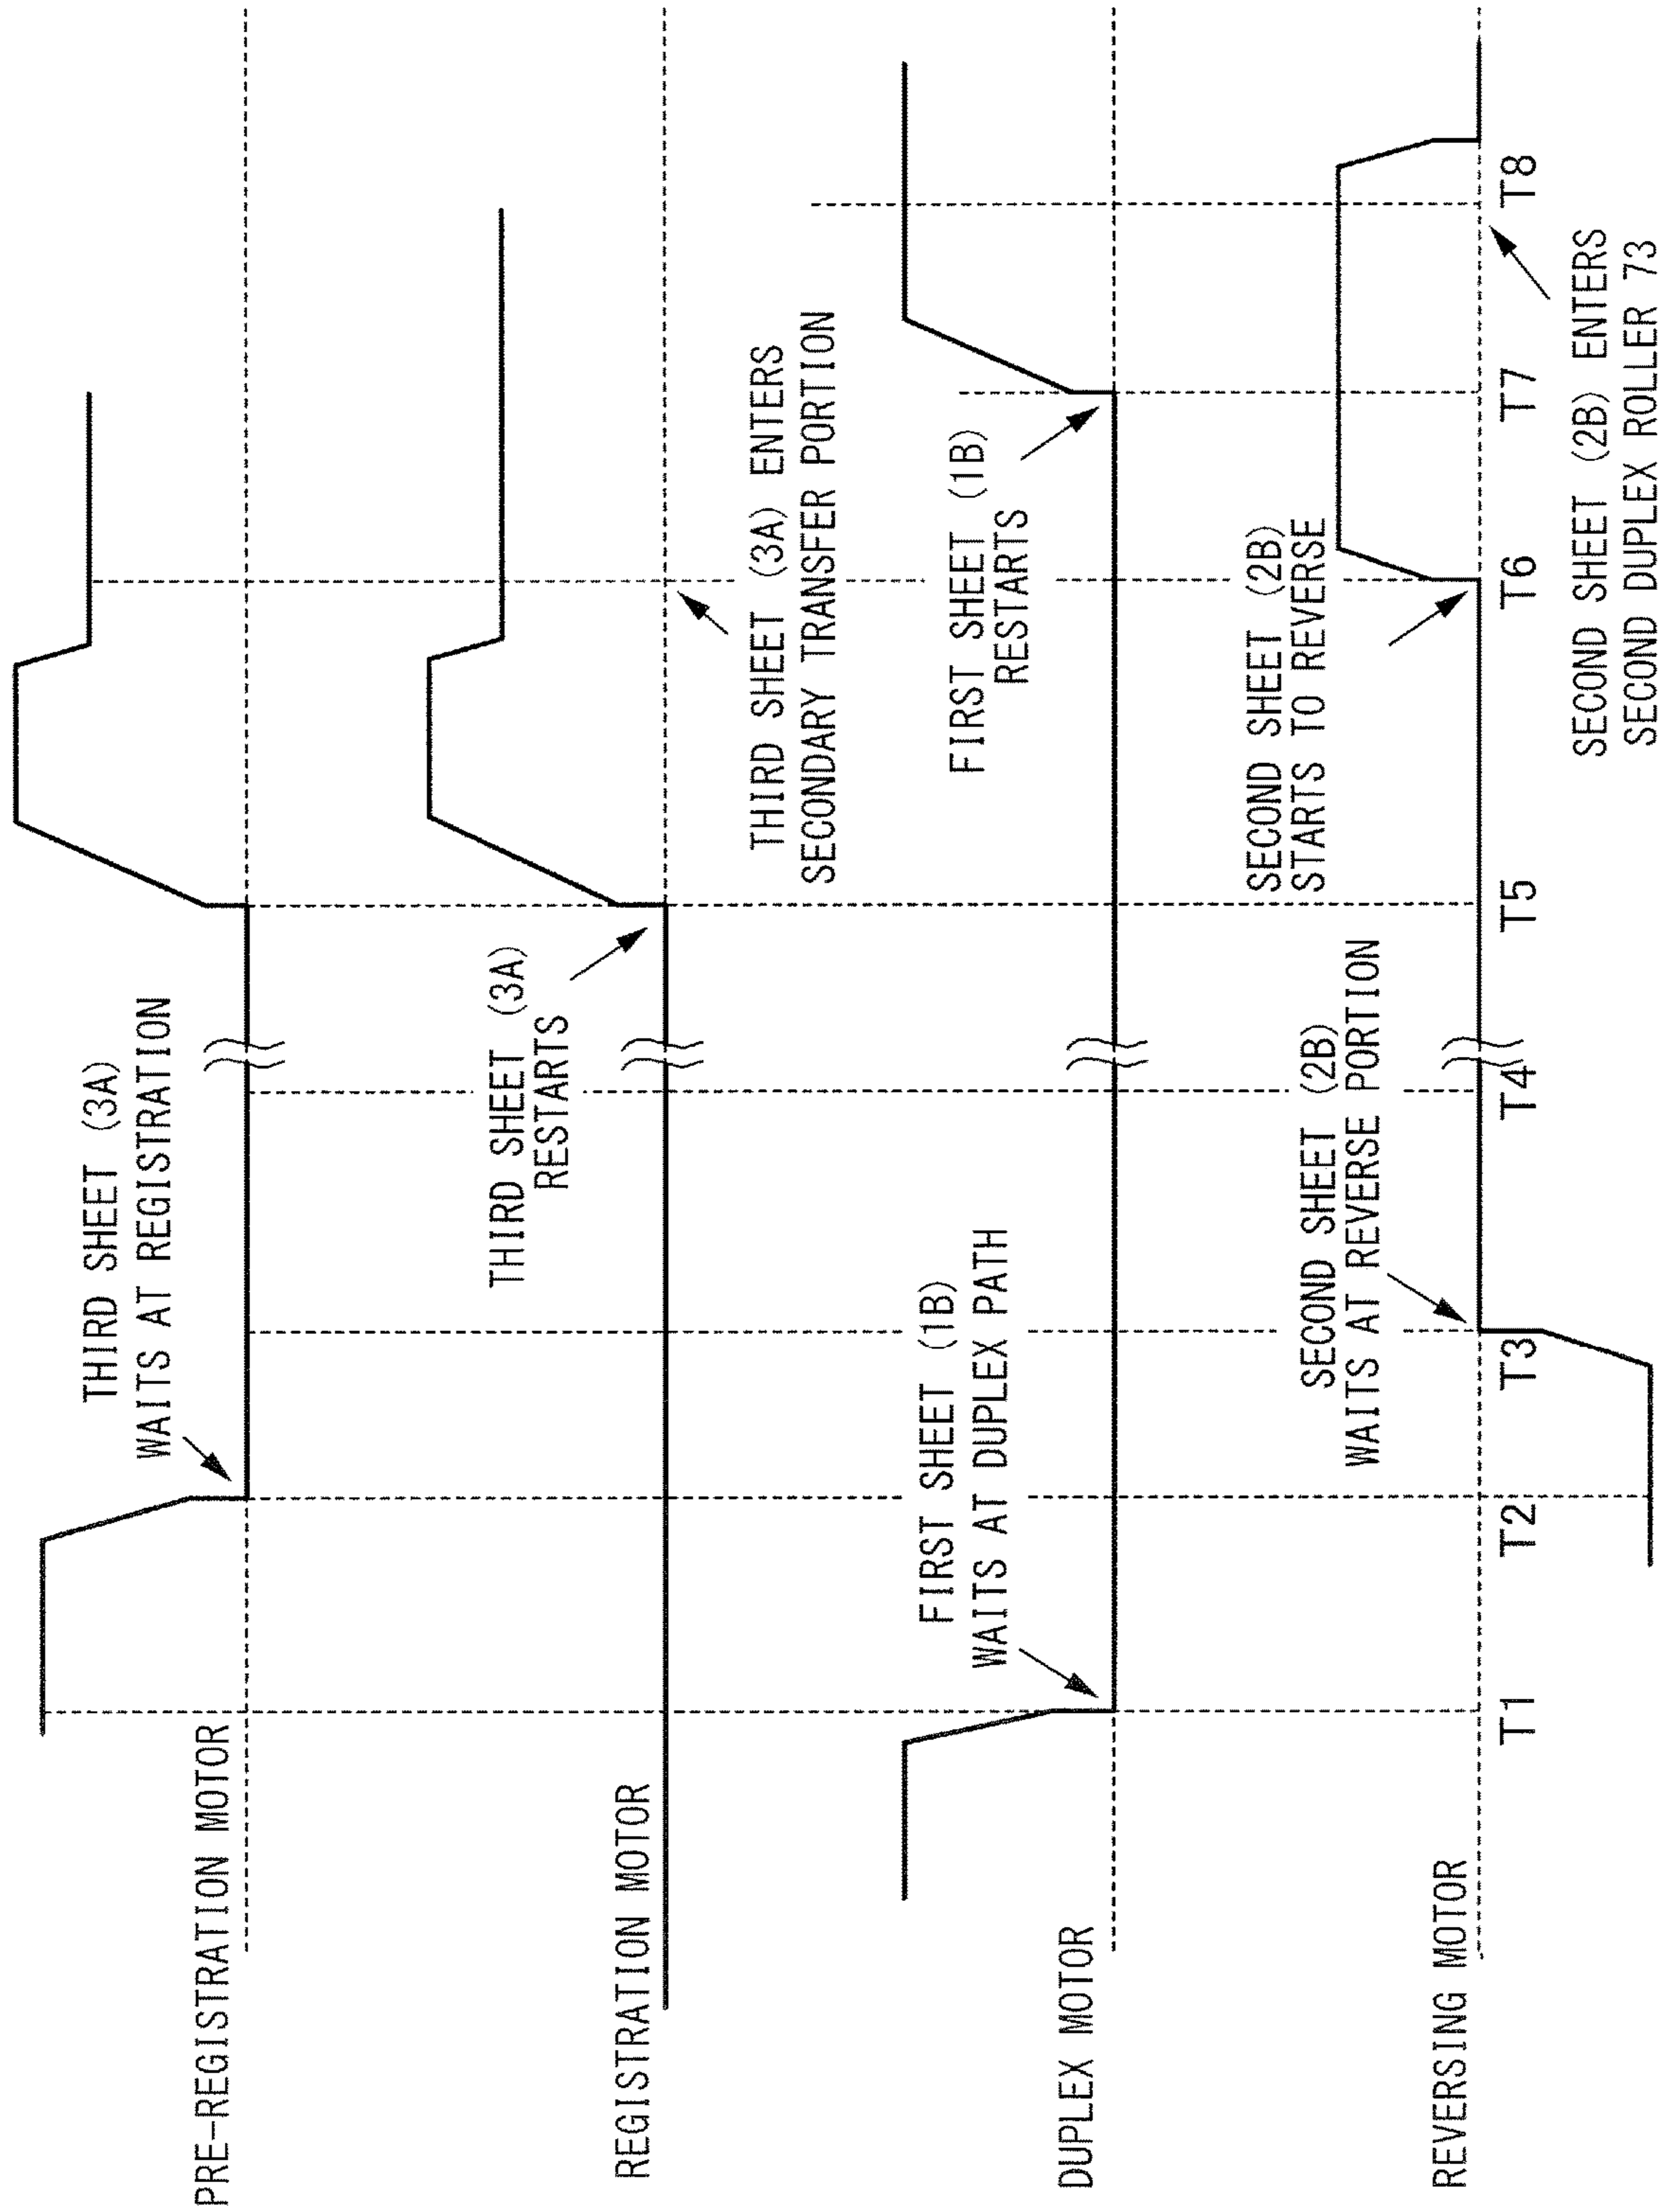 PRE-REGISTRATION MOTOR
THIRD SHEET (3A)
WAITS AT REGISTRATION
REGISTRATION MOTOR
THIRD SHEET (3A)
RESTARTS
THIRD SHEET (3A) ENTERS
SECONDARY TRANSFER PORTION
DUPLEX MOTOR
FIRST SHEET (1B)
WAITS AT DUPLEX PATH
FIRST SHEET (1B)
RESTARTS
REVERSING MOTOR
SECOND SHEET (2B)
WAITS AT REVERSE PORTION
SECOND SHEET (2B)
STARTS TO REVERSE
T1
T2
T3
T4
T5
T6
T7
T8
SECOND SHEET (2B) ENTERS
SECOND DUPLEX ROLLER 73